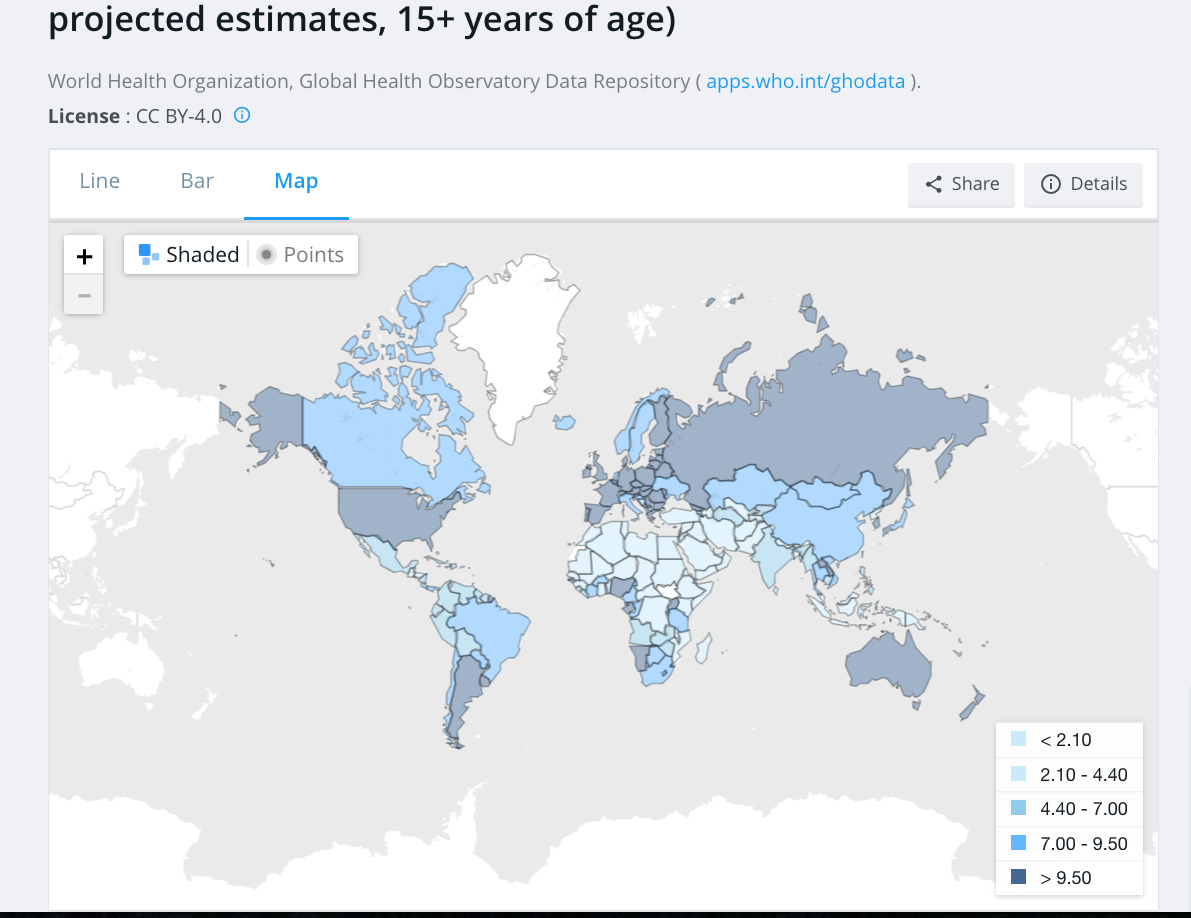 projected estimates, 15+ years of age)
World Health Organization, Global Health Observatory Data Repository ( apps.who.int/ghodata ).
License : CC BY-4.0
Line Bar Map Share Details
+ Shaded Points
−
< 2.10
2.10 - 4.40
4.40 - 7.00
7.00 - 9.50
> 9.50